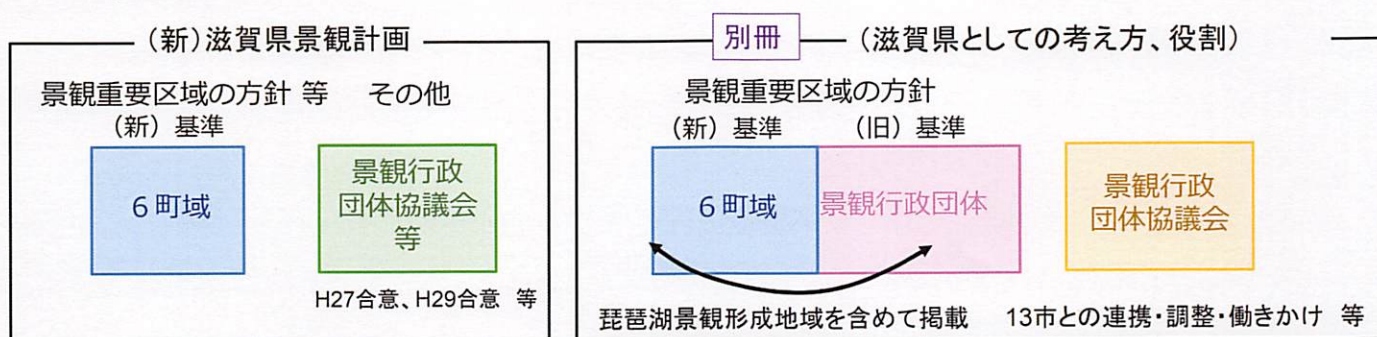 (新)滋賀県景観計画
景観重要区域の方針 等
その他
(新)基準
6町域
景観行政
団体協議会
等
H27合意、H29合意 等
別冊
(滋賀県としての考え方、役割)
景観重要区域の方針
(新)基準
(旧)基準
6町域
景観行政団体
景観行政
団体協議会
琵琶湖景観形成地域を含めて掲載
13市との連携・調整・働きかけ 等